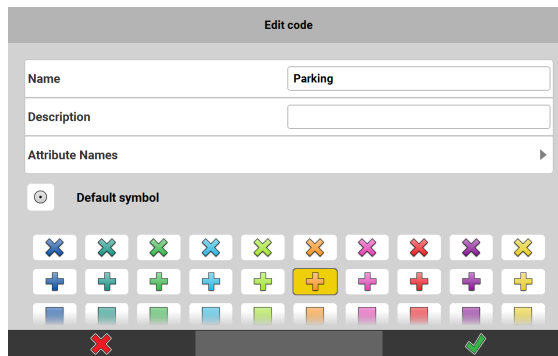 Edit code
Name
Parking
Description
Attribute Names
Default symbol